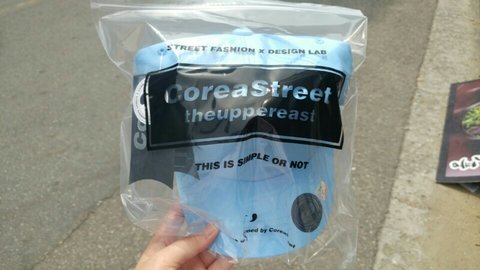 STREET FASHION X DESIGN LAB
CoreaStreet
theuppereast
THIS IS SIMPLE OR NOT